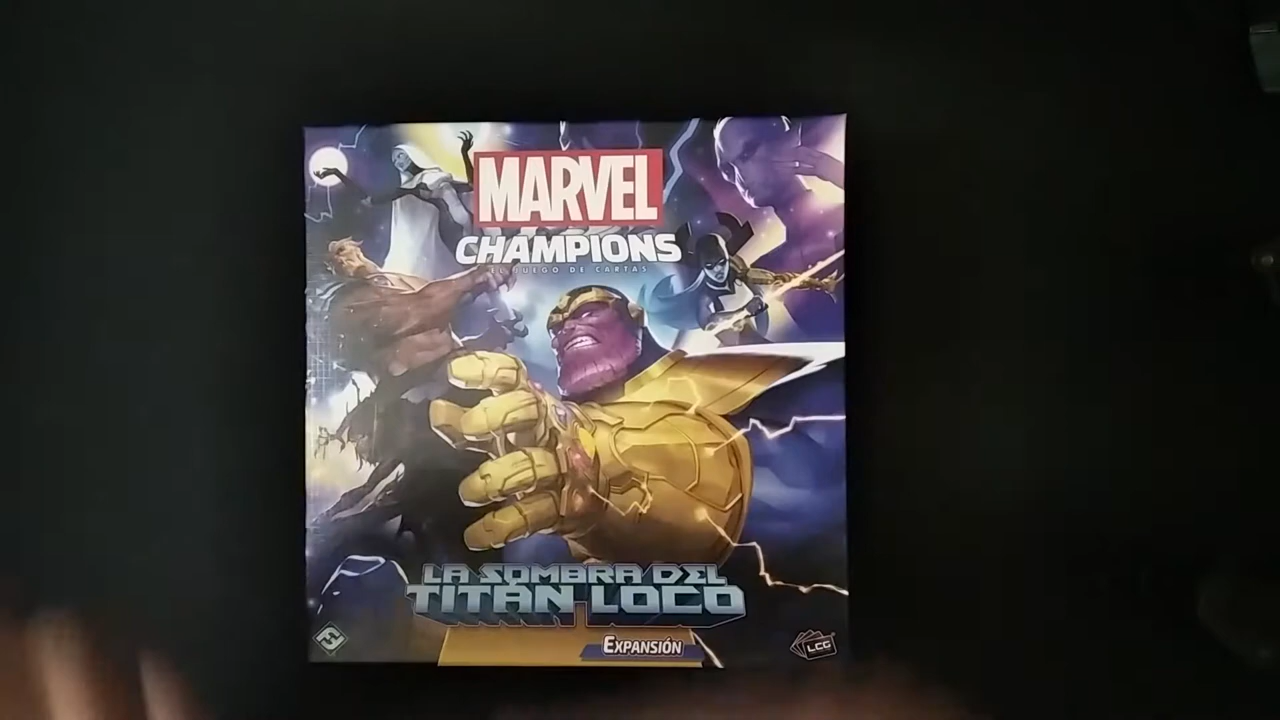 MARVEL
CHAMPIONS
EL JUEGO DE CARTAS
LA SOMBRA DEL
TITÁN LOCO
EXPANSIÓN
LCG